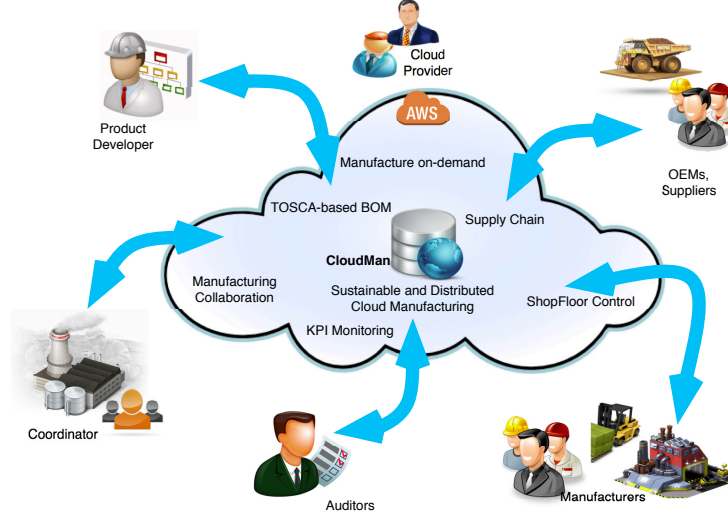 Cloud
Provider
AWS
Product
Developer
Manufacture on-demand
OEMs,
Suppliers
TOSCA-based BOM
Supply Chain
CloudMan
Manufacturing
Collaboration
Sustainable and Distributed
Cloud Manufacturing
ShopFloor Control
KPI Monitoring
Coordinator
Auditors
Manufacturers